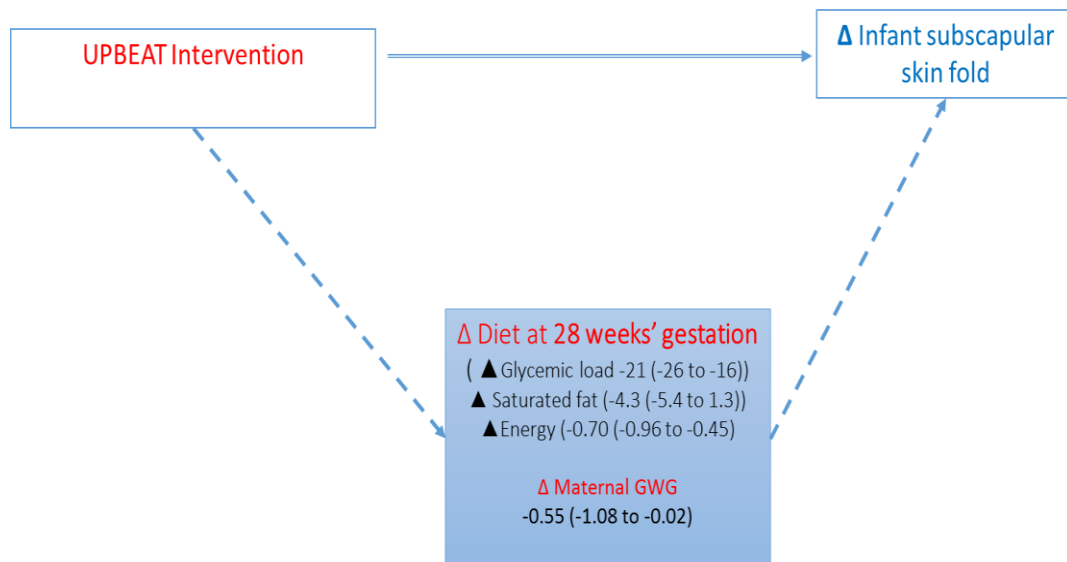 UPBEAT Intervention
Δ Infant subscapular
skin fold
Δ Diet at 28 weeks’ gestation
( ▲Glycemic load -21 (-26 to -16))
▲ Saturated fat (-4.3 (-5.4 to 1.3))
▲Energy (-0.70 (-0.96 to -0.45)
Δ Maternal GWG
-0.55 (-1.08 to -0.02)